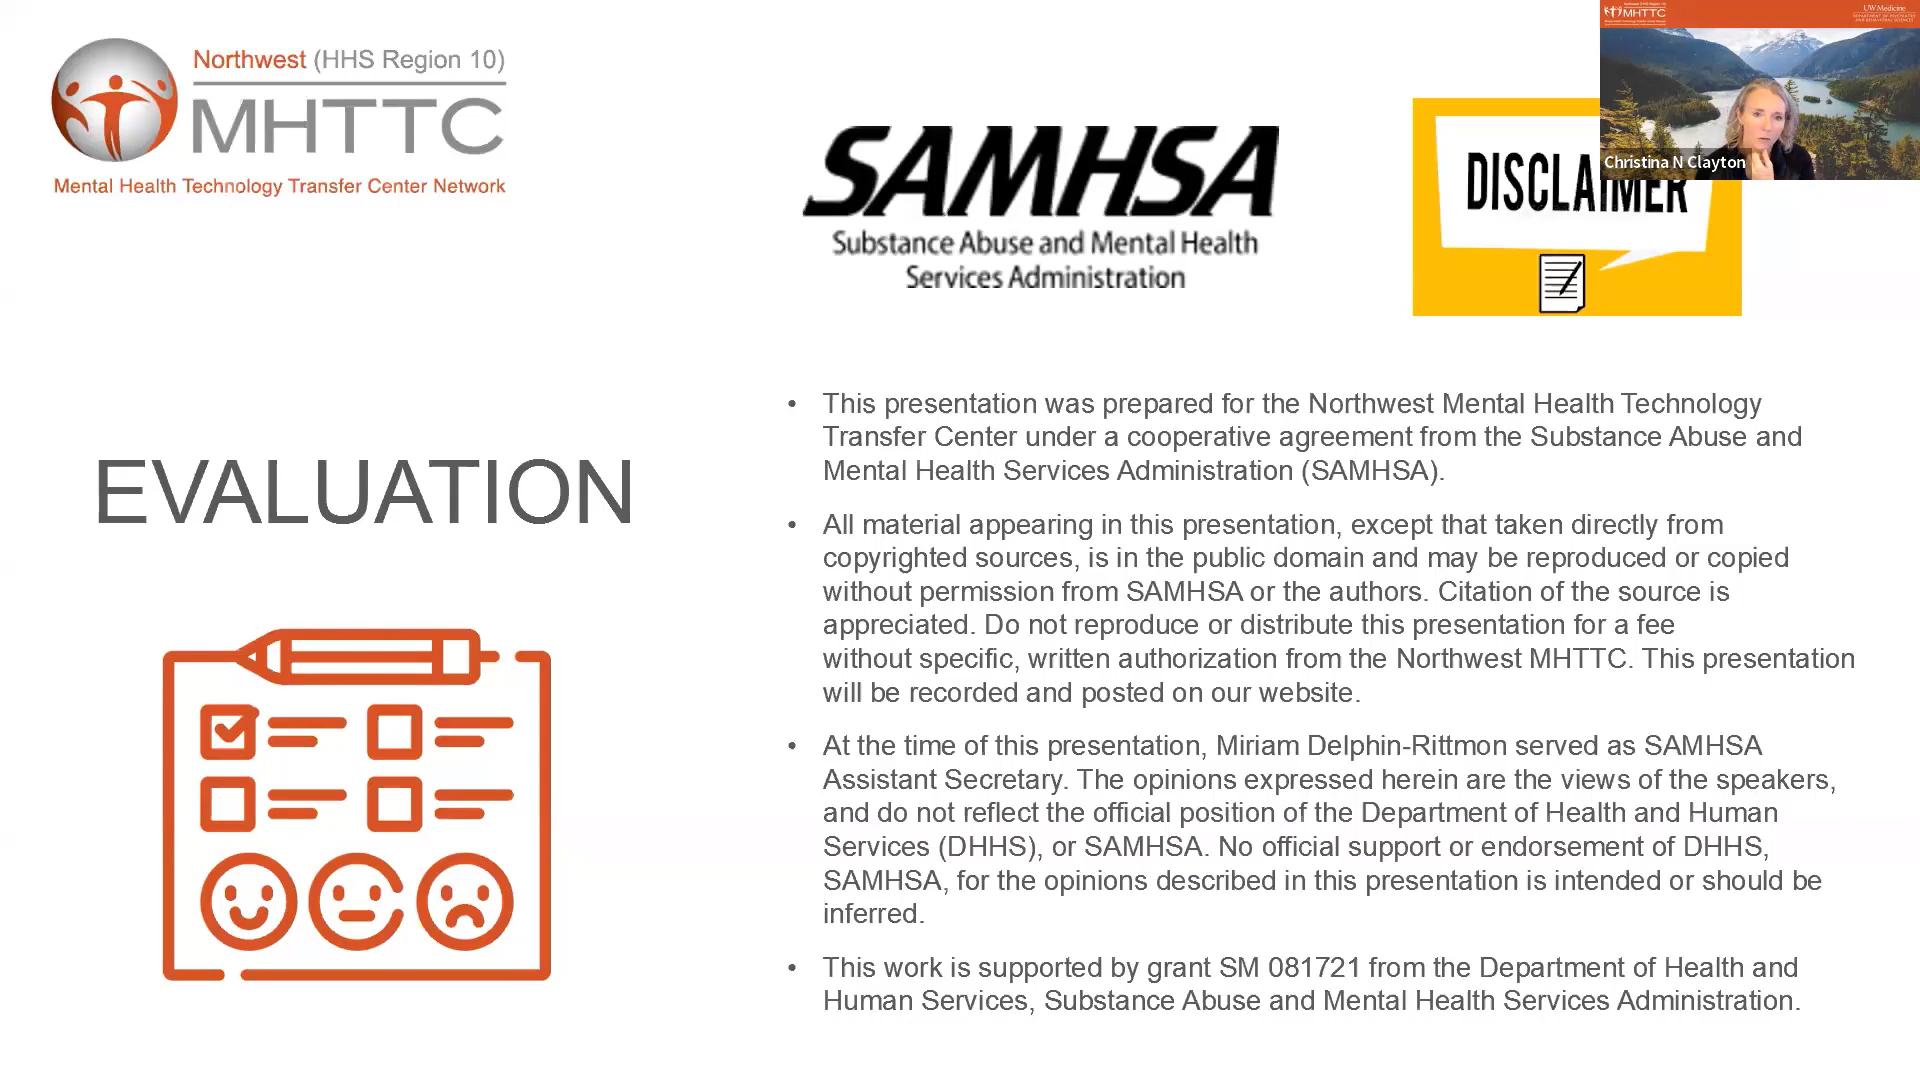 Northwest (HHS Region 10)
MHTTC
Mental Health Technology Transfer Center Network
SAMHSA
Substance Abuse and Mental Health
Services Administration
DISCLAIMER
MHTTC
UW Medicine
Christina N Clayton
EVALUATION
• This presentation was prepared for the Northwest Mental Health Technology
Transfer Center under a cooperative agreement from the Substance Abuse and
Mental Health Services Administration (SAMHSA).
• All material appearing in this presentation, except that taken directly from
copyrighted sources, is in the public domain and may be reproduced or copied
without permission from SAMHSA or the authors. Citation of the source is
appreciated. Do not reproduce or distribute this presentation for a fee
without specific, written authorization from the Northwest MHTTC. This presentation
will be recorded and posted on our website.
• At the time of this presentation, Miriam Delphin-Rittmon served as SAMHSA
Assistant Secretary. The opinions expressed herein are the views of the speakers,
and do not reflect the official position of the Department of Health and Human
Services (DHHS), or SAMHSA. No official support or endorsement of DHHS,
SAMHSA, for the opinions described in this presentation is intended or should be
inferred.
• This work is supported by grant SM 081721 from the Department of Health and
Human Services, Substance Abuse and Mental Health Services Administration.